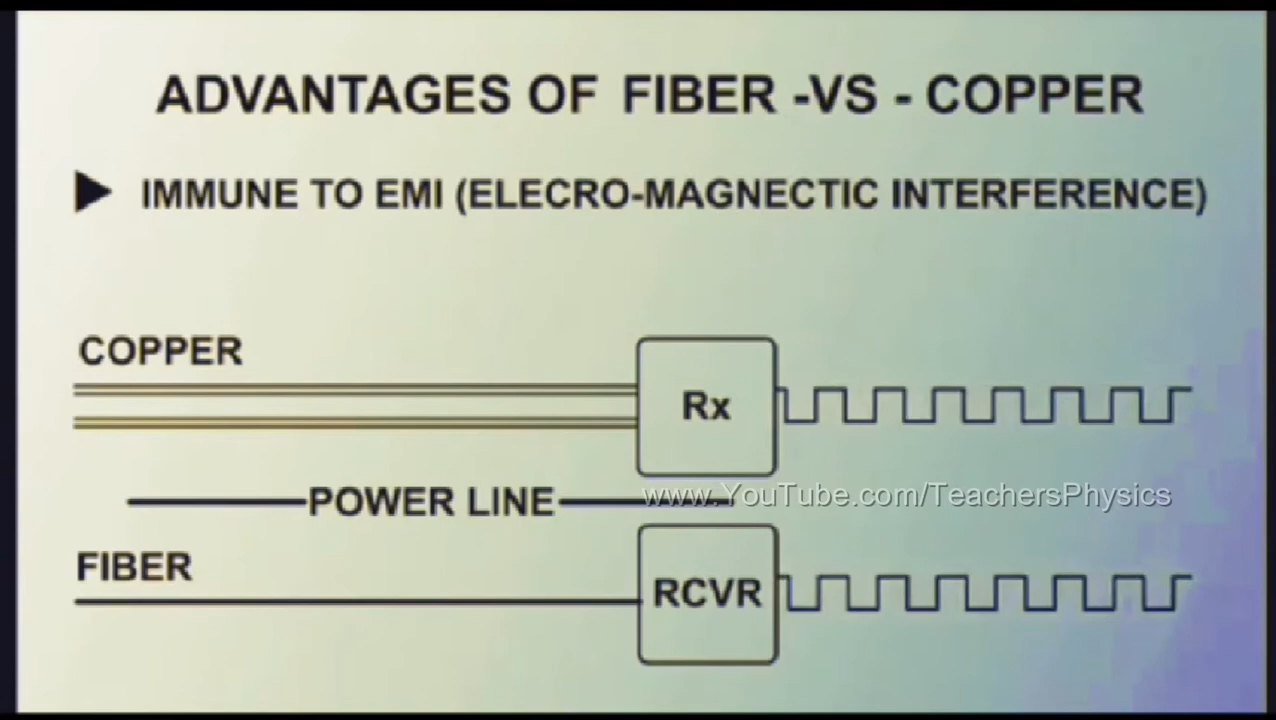 ADVANTAGES OF FIBER -VS - COPPER
IMMUNE TO EMI (ELECRO-MAGNECTIC INTERFERENCE)
COPPER
Rx
POWER LINE
www.YouTube.com/TeachersPhysics
FIBER
RCVR